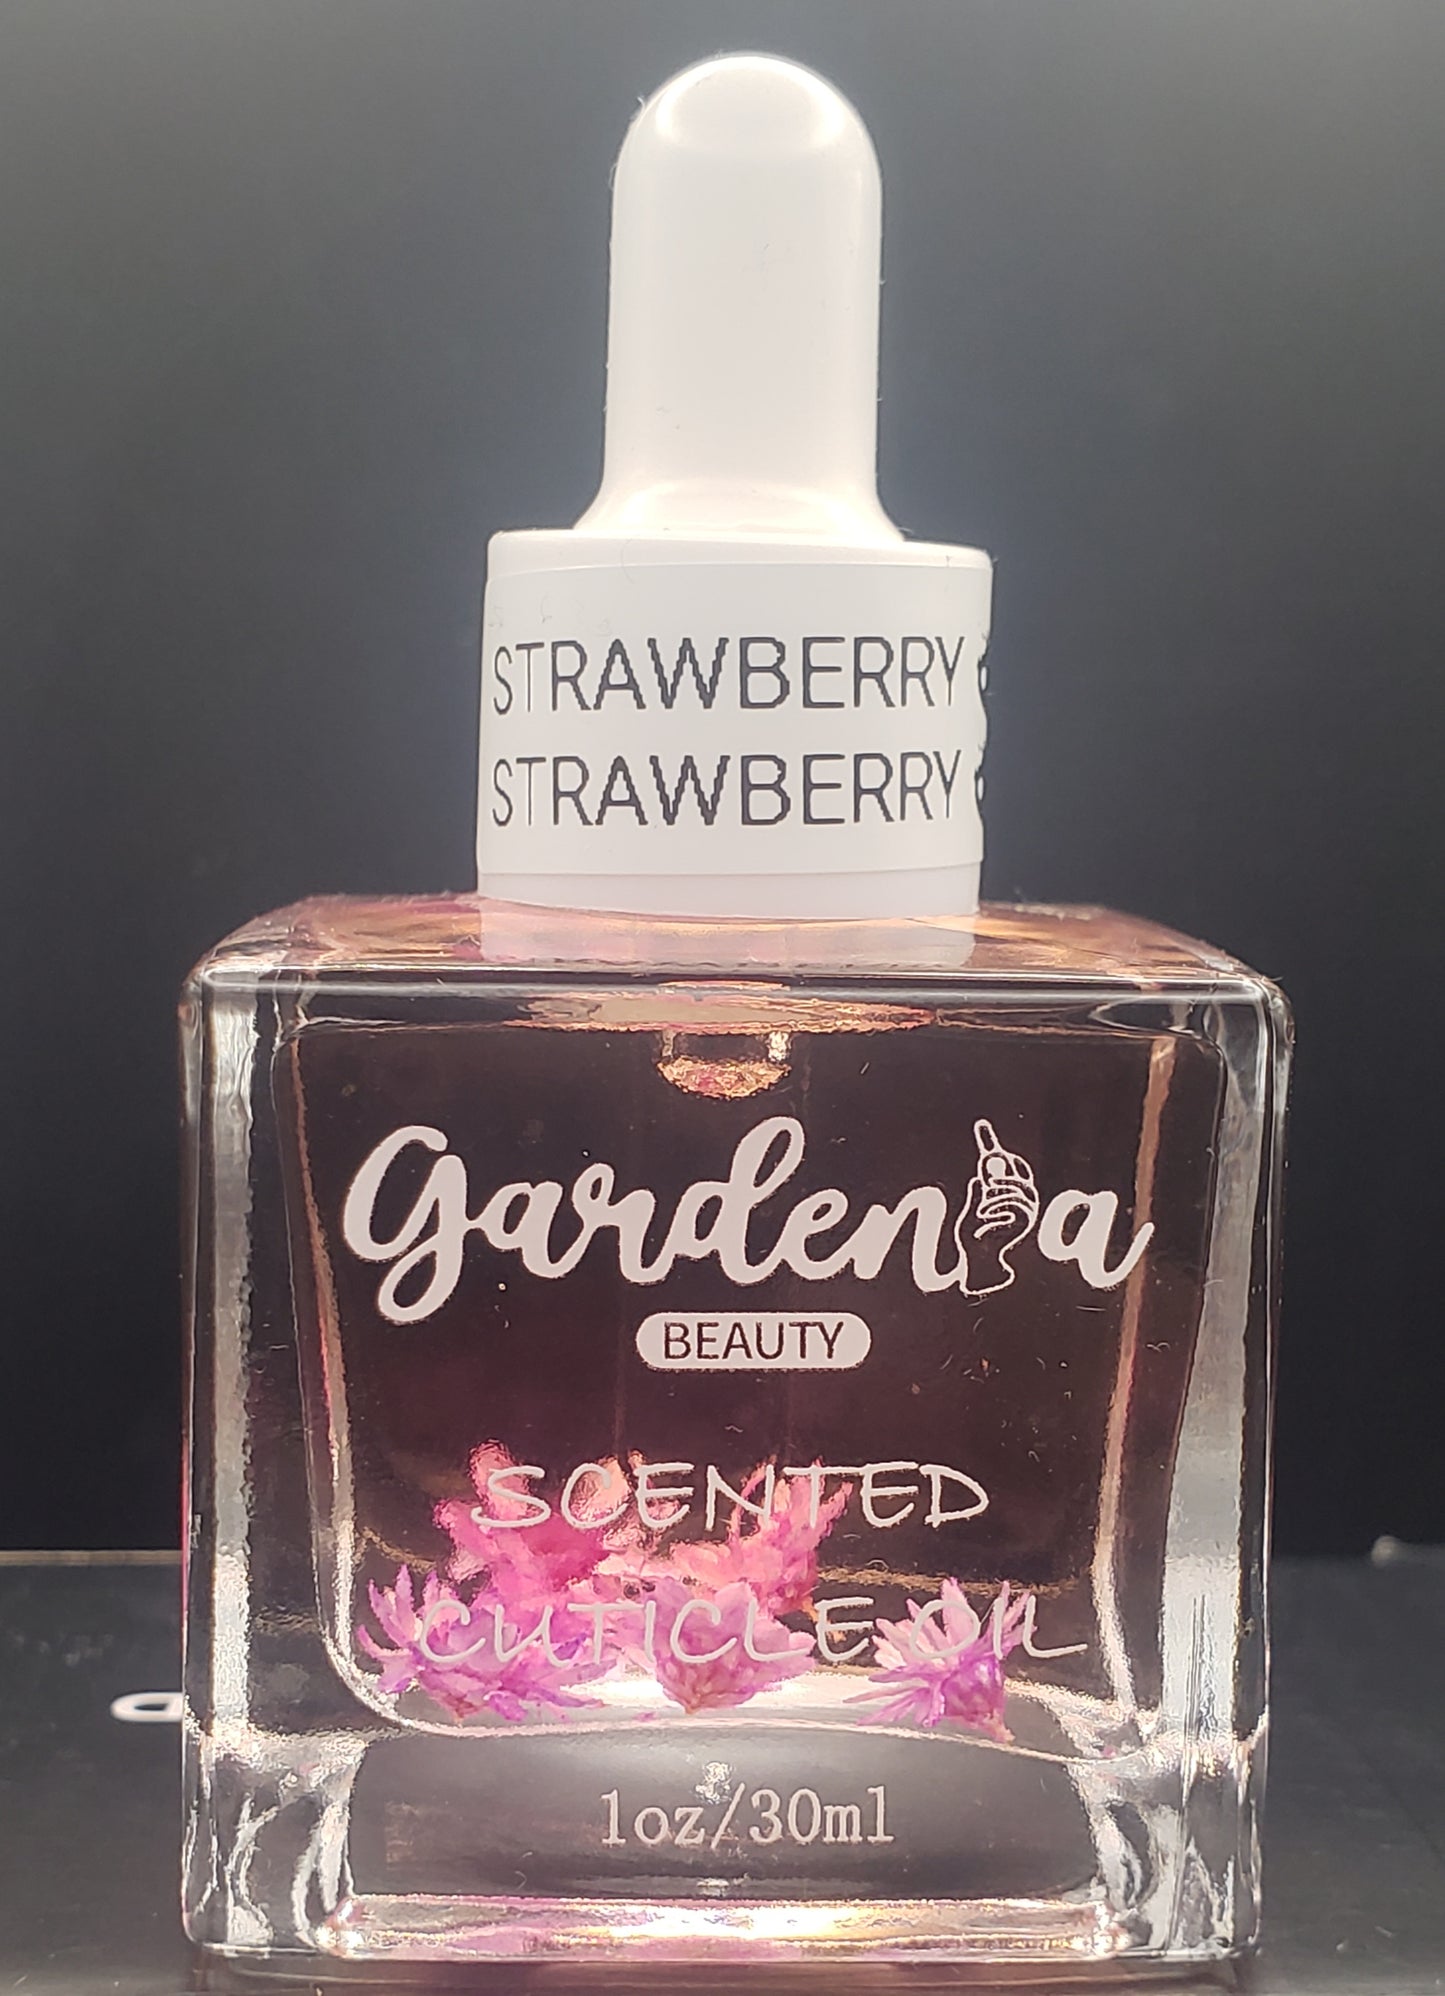 STRAWBERRY
STRAWBERRY
gardenia
BEAUTY
SCENTED
CUTICLE OIL
1oz/30ml